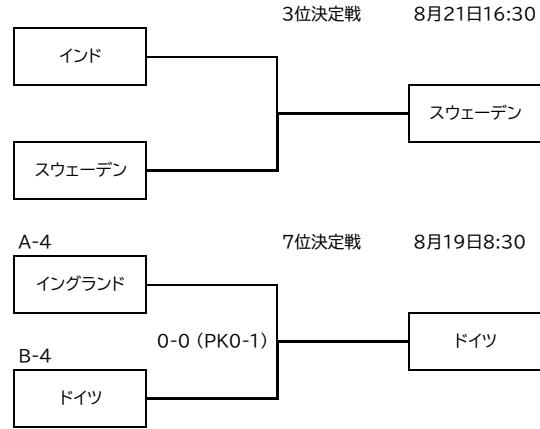 3位決定戦 8月21日16:30
インド
スウェーデン
スウェーデン
A-4
7位決定戦 8月19日8:30
イングランド
0-0 (PK0-1)
ドイツ
B-4
ドイツ